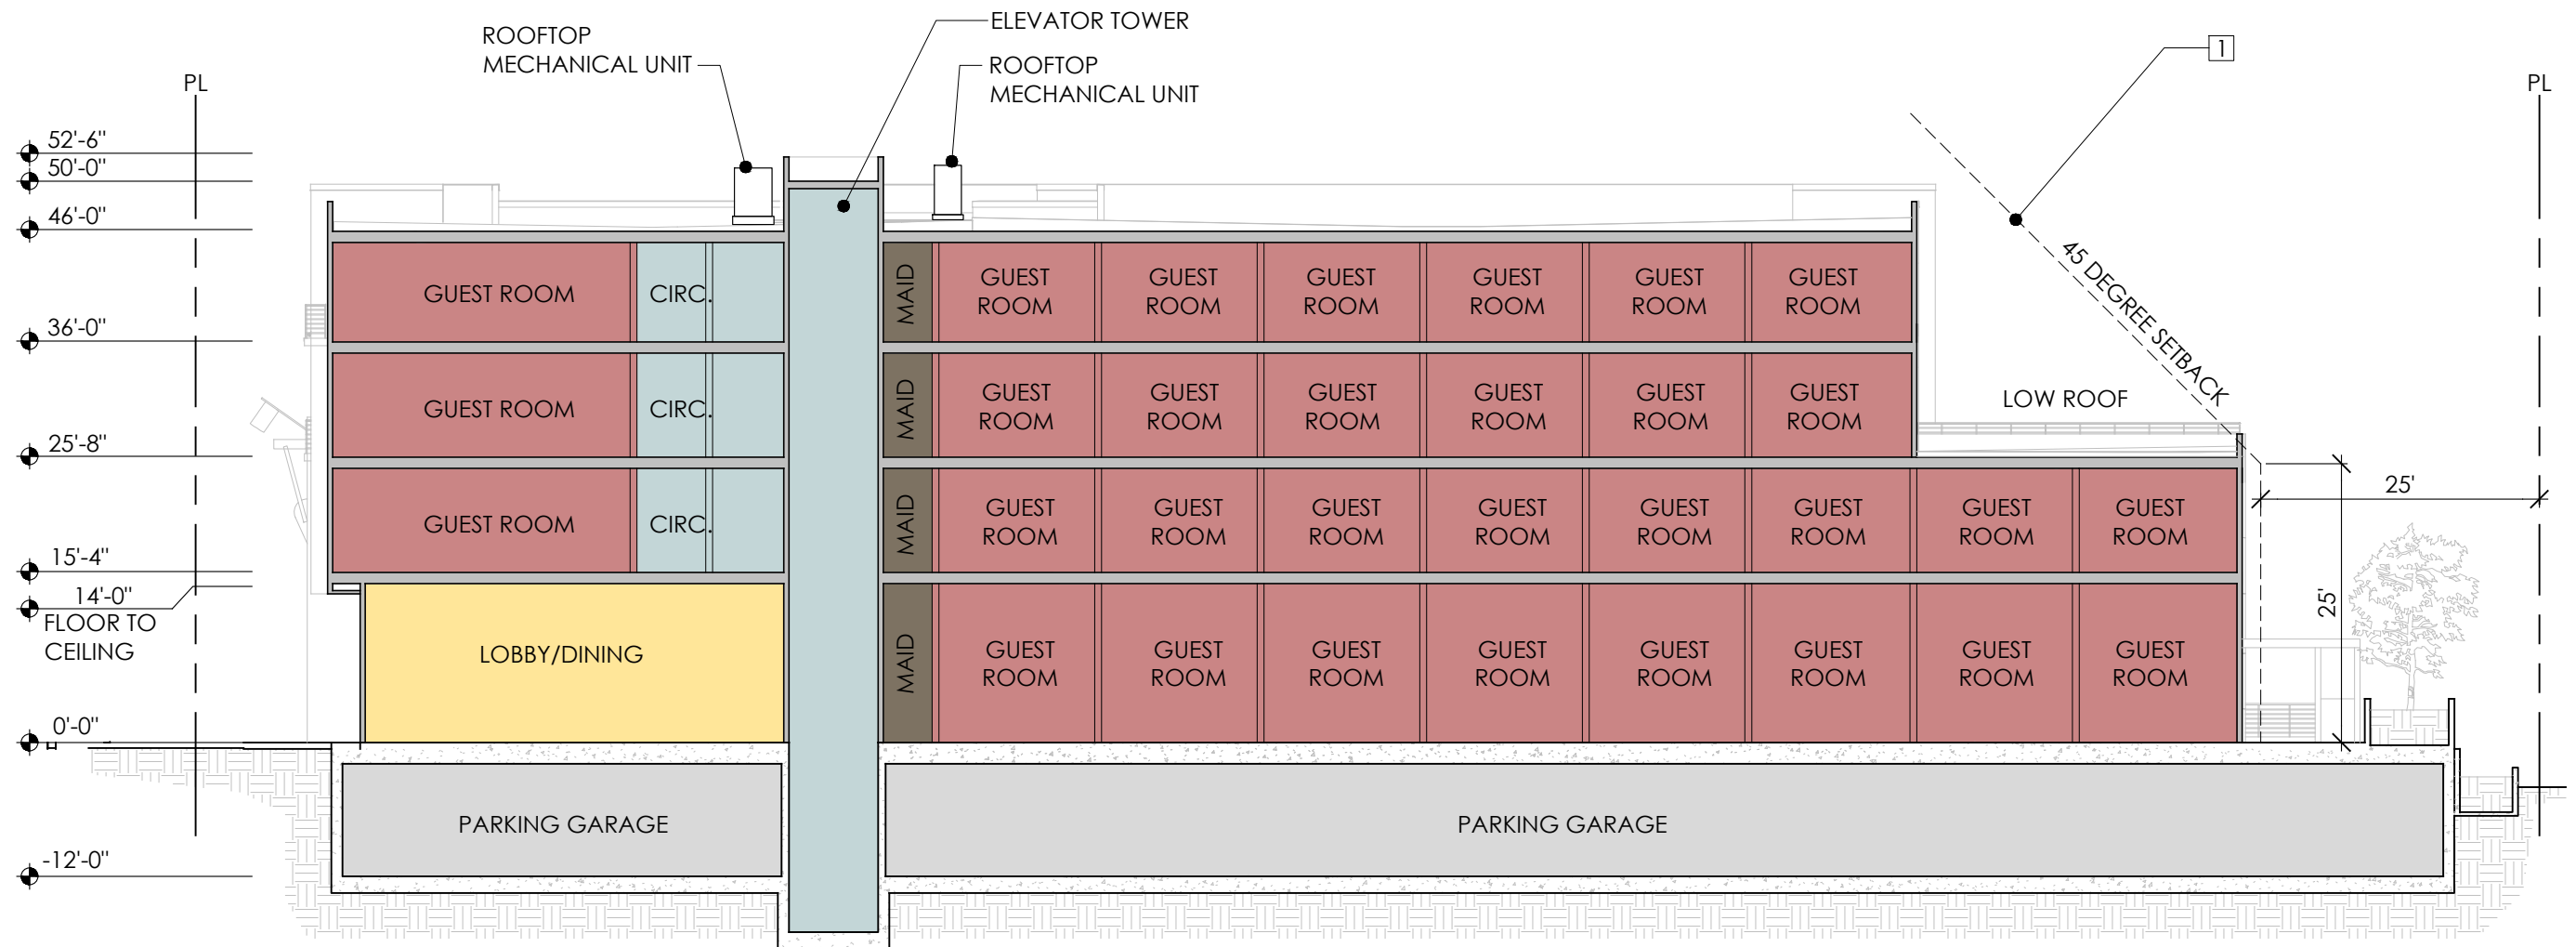 ELEVATOR TOWER
ROOFTOP
MECHANICAL UNIT
ROOFTOP
MECHANICAL UNIT
1
PL
PL
52'-6"
50'-0"
46'-0"
36'-0"
25'-8"
15'-4"
14'-0"
FLOOR TO
CEILING
0'-0"
-12'-0"
45 DEGREE SETBACK
LOW ROOF
25'
25'
GUEST ROOM
CIRC.
MAID
GUEST
ROOM
GUEST
ROOM
GUEST
ROOM
GUEST
ROOM
GUEST
ROOM
GUEST
ROOM
GUEST ROOM
CIRC.
MAID
GUEST
ROOM
GUEST
ROOM
GUEST
ROOM
GUEST
ROOM
GUEST
ROOM
GUEST
ROOM
GUEST ROOM
CIRC.
MAID
GUEST
ROOM
GUEST
ROOM
GUEST
ROOM
GUEST
ROOM
GUEST
ROOM
GUEST
ROOM
GUEST
ROOM
GUEST
ROOM
LOBBY/DINING
MAID
GUEST
ROOM
GUEST
ROOM
GUEST
ROOM
GUEST
ROOM
GUEST
ROOM
GUEST
ROOM
GUEST
ROOM
GUEST
ROOM
PARKING GARAGE
PARKING GARAGE